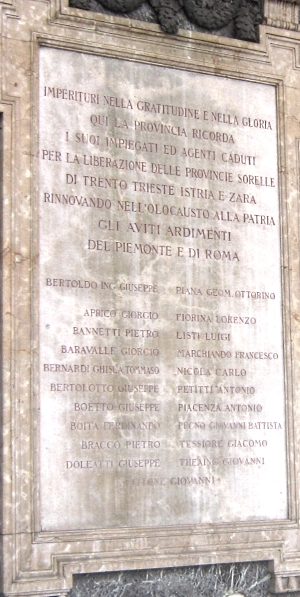 IMPERITURI NELLA GRATITUDINE E NELLA GLORIA
QUI LA PROVINCIA RICORDA
I SUOI IMPIEGATI ED AGENTI CADUTI
PER LA LIBERAZIONE DELLE PROVINCIE SORELLE
DI TRENTO TRIESTE ISTRIA E ZARA
RINNOVANDO NELL'OLOCAUSTO ALLA PATRIA
GLI AVITI ARDIMENTI
DEL PIEMONTE E DI ROMA
BERTOLDO ING. GIUSEPPE PIANA GEOM. OTTORINO
APRICO GIORGIO FIORINA LORENZO
BANNETTI PIETRO LISTI LUIGI
BARAVALLE GIORGIO MARCHIANDO FRANCESCO
BERNARDI GHISLA TOMMASO NICOLA CARLO
BERTOLOTTO GIUSEPPE PETITTI ANTONIO
BOETTO GIUSEPPE PIACENZA ANTONIO
BOITA FERDINANDO PEGNO GIOVANNI BATTISTA
BRACCO PIETRO TESSIORE GIACOMO
DOLEATTI GIUSEPPE GIOVANNI
GIOVANNI